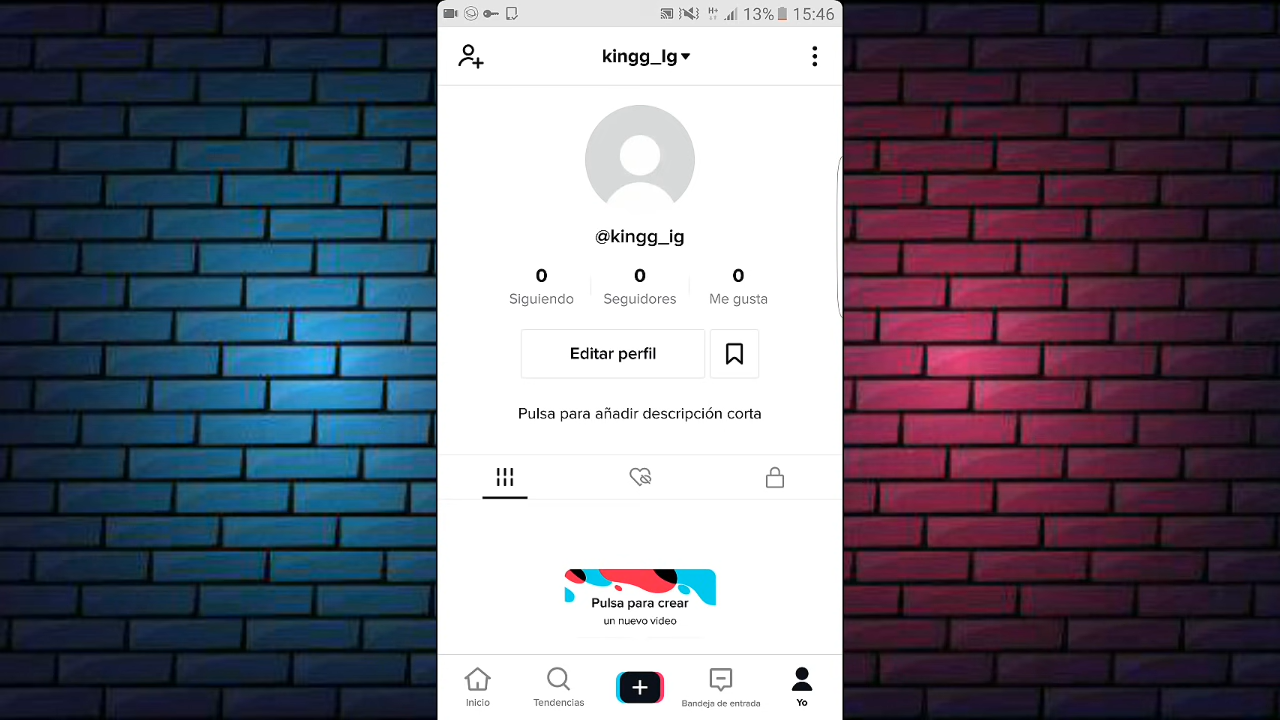 H+ 13% 15:46
kingg_Ig
@kingg_ig
0 0 0
Siguiendo Seguidores Me gusta
Editar perfil
Pulsa para añadir descripción corta
Pulsa para crear
un nuevo video
Inicio Tendencias Bandeja de entrada Yo